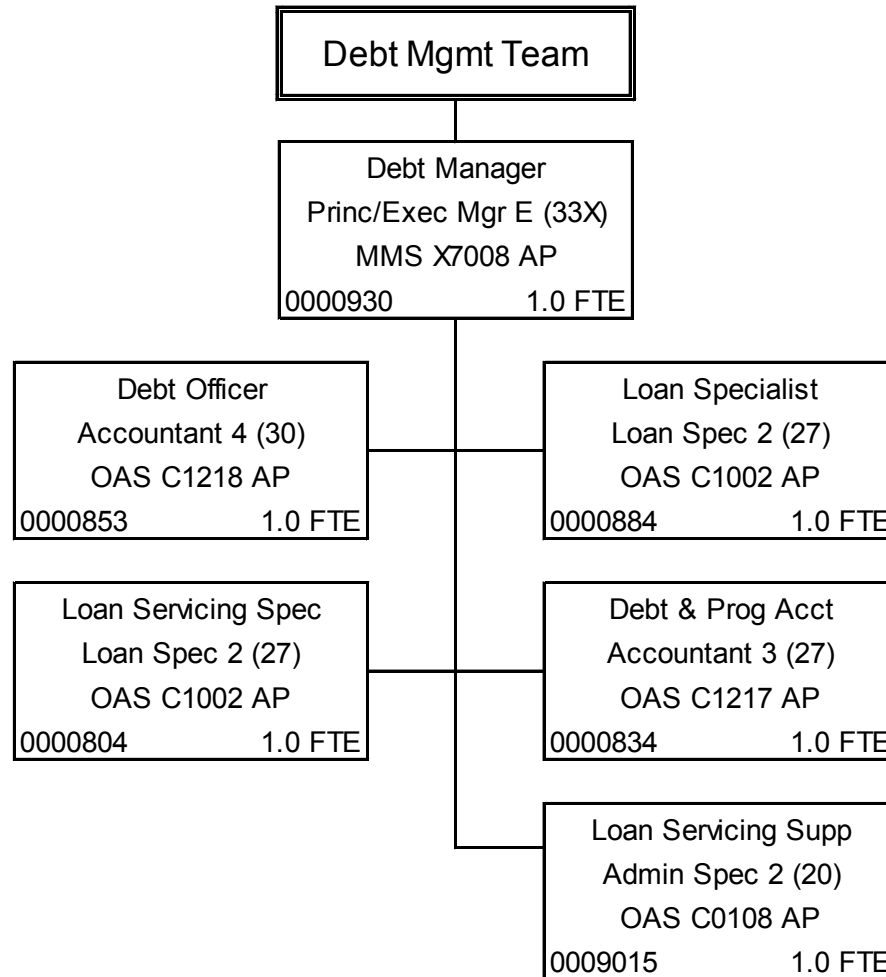 Debt Mgmt Team
Debt Manager
Princ/Exec Mgr E (33X)
MMS X7008 AP
0000930 1.0 FTE
Debt Officer
Accountant 4 (30)
OAS C1218 AP
0000853 1.0 FTE
Loan Specialist
Loan Spec 2 (27)
OAS C1002 AP
0000884 1.0 FTE
Loan Servicing Spec
Loan Spec 2 (27)
OAS C1002 AP
0000804 1.0 FTE
Debt & Prog Acct
Accountant 3 (27)
OAS C1217 AP
0000834 1.0 FTE
Loan Servicing Supp
Admin Spec 2 (20)
OAS C0108 AP
0009015 1.0 FTE